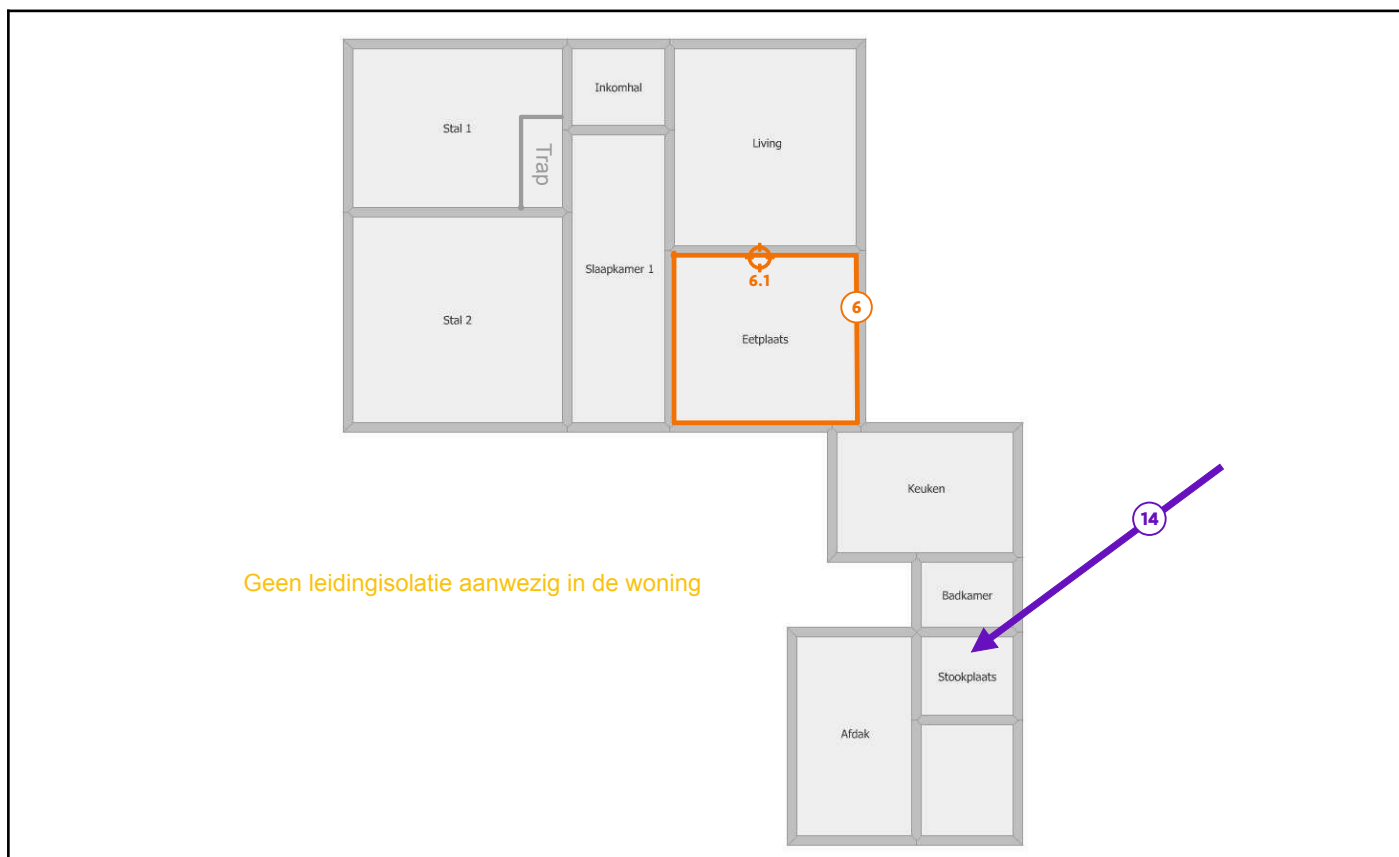 Inkomhal
Stal 1
Living
Trap
Slaapkamer 1
6.1
6
Stal 2
Eetplaats
Keuken
14
Geen leidingisolatie aanwezig in de woning
Badkamer
Stookplaats
Afdak